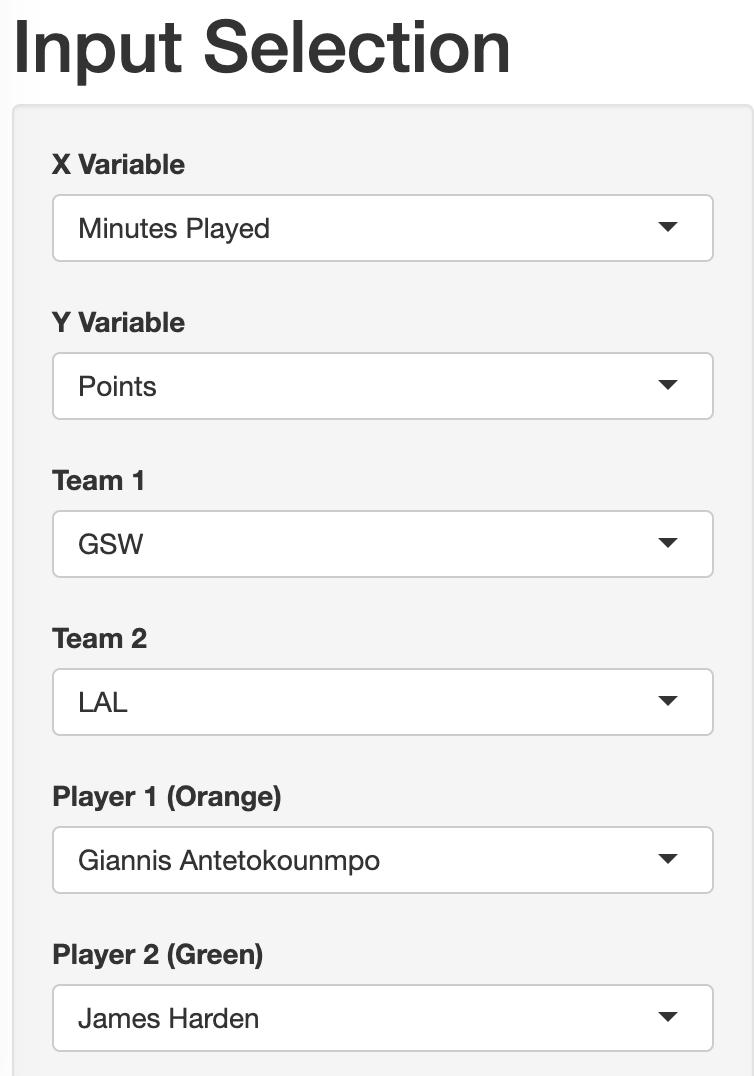 Input Selection
X Variable
Minutes Played
Y Variable
Points
Team 1
GSW
Team 2
LAL
Player 1 (Orange)
Giannis Antetokounmpo
Player 2 (Green)
James Harden